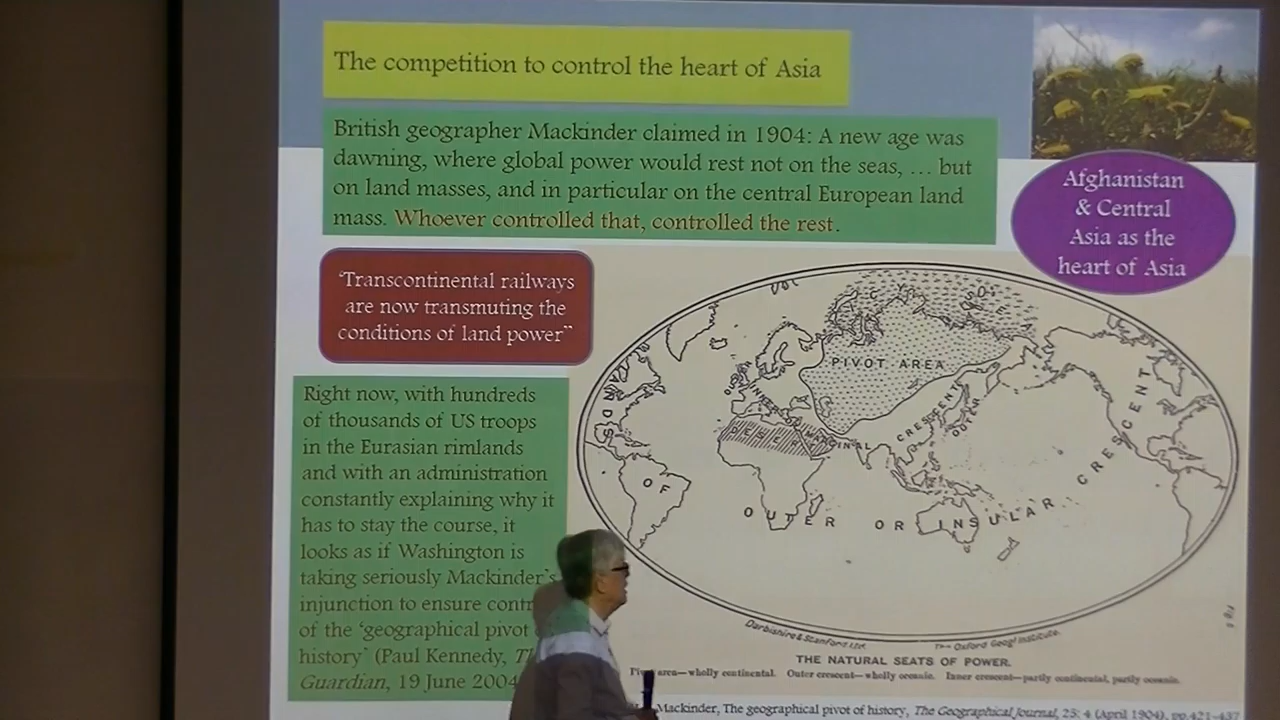 The competition to control the heart of Asia
British geographer Mackinder claimed in 1904: A new age was
dawning, where global power would rest not on the seas, … but
on land masses, and in particular on the central European land
mass. Whoever controlled that, controlled the rest.
Afghanistan
& Central
Asia as the
heart of Asia
‘Transcontinental railways
are now transmuting the
conditions of land power”
Right now, with hundreds
of thousands of US troops
in the Eurasian rimlands
and with an administration
constantly explaining why it
has to stay the course, it
looks as if Washington is
taking seriously Mackinder's
injunction to ensure contr
of the ‘geographical pivot
history’ (Paul Kennedy,
Guardian, 19 June 2004
PIVOT AREA
DESERT
MARGINAL
CRESCENT
OUTER
LANDS OF OUTER OR INSULAR CRESCENT
Darbishire & Stanford Ltd.
The Oxford Geogl Institute.
THE NATURAL SEATS OF POWER.
area—wholly continental. Outer crescent—wholly oceanic. Inner crescent—partly continental, partly oceanic.
Mackinder, The geographical pivot of history, The Geographical Journal, 23: 4 (April 1904), pp.421-437